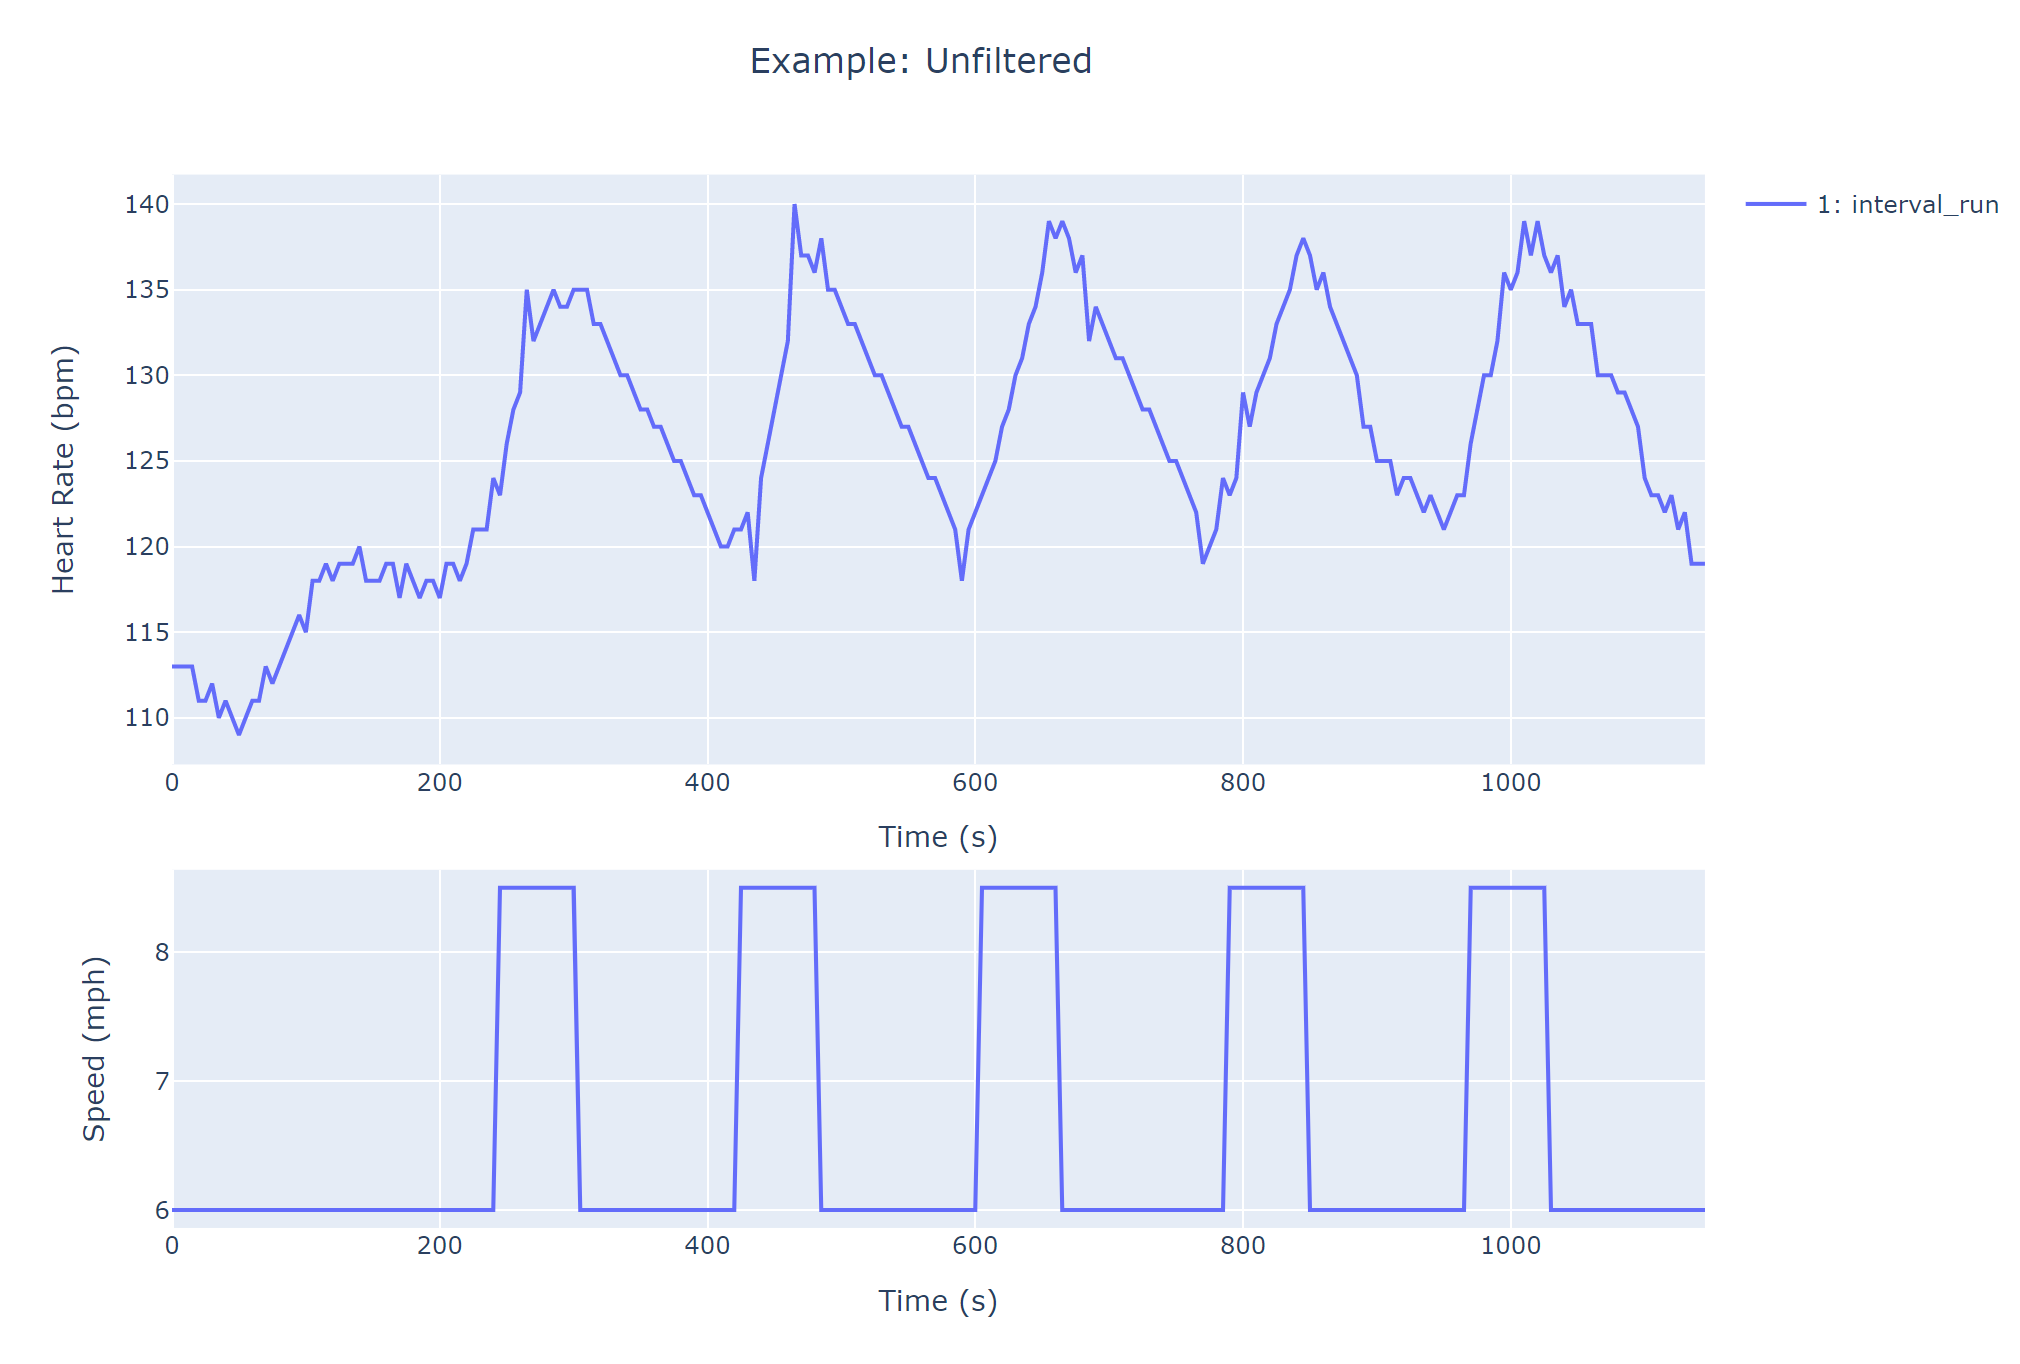 Example: Unfiltered
1: interval_run
Heart Rate (bpm)
140
135
130
125
120
115
110
0 200 400 600 800 1000
Time (s)
Speed (mph)
8
7
6
0 200 400 600 800 1000
Time (s)